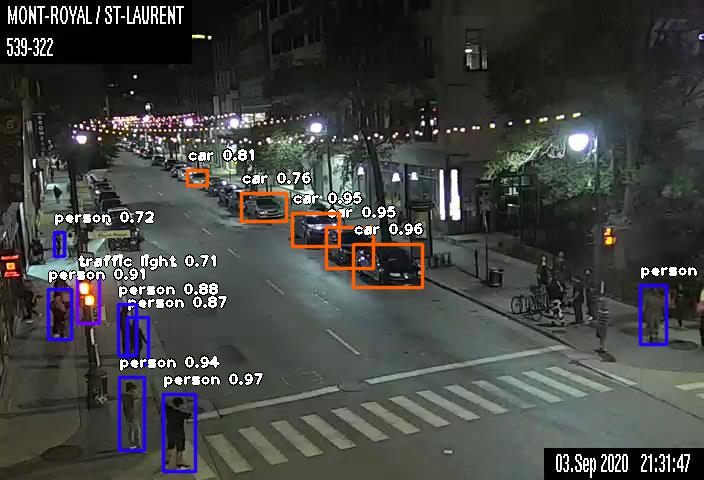 MONT-ROYAL / ST-LAURENT
539-322
car 0.81
car 0.76
car 0.95
car 0.95
car 0.96
person 0.72
traffic light 0.71
person
person 0.91
person 0.88
person 0.87
person 0.94
person 0.97
03.Sep 2020 21:31:47